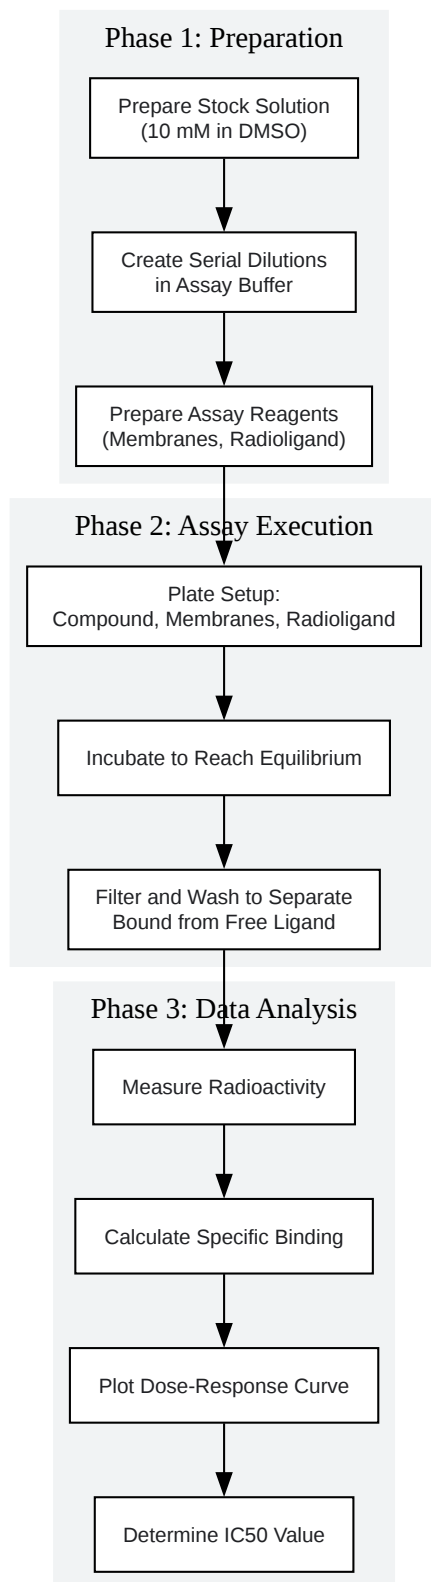 Phase 1: Preparation
Prepare Stock Solution
(10 mM in DMSO)
Create Serial Dilutions
in Assay Buffer
Prepare Assay Reagents
(Membranes, Radioligand)
Phase 2: Assay Execution
Plate Setup:
Compound, Membranes, Radioligand
Incubate to Reach Equilibrium
Filter and Wash to Separate
Bound from Free Ligand
Phase 3: Data Analysis
Measure Radioactivity
Calculate Specific Binding
Plot Dose-Response Curve
Determine IC50 Value